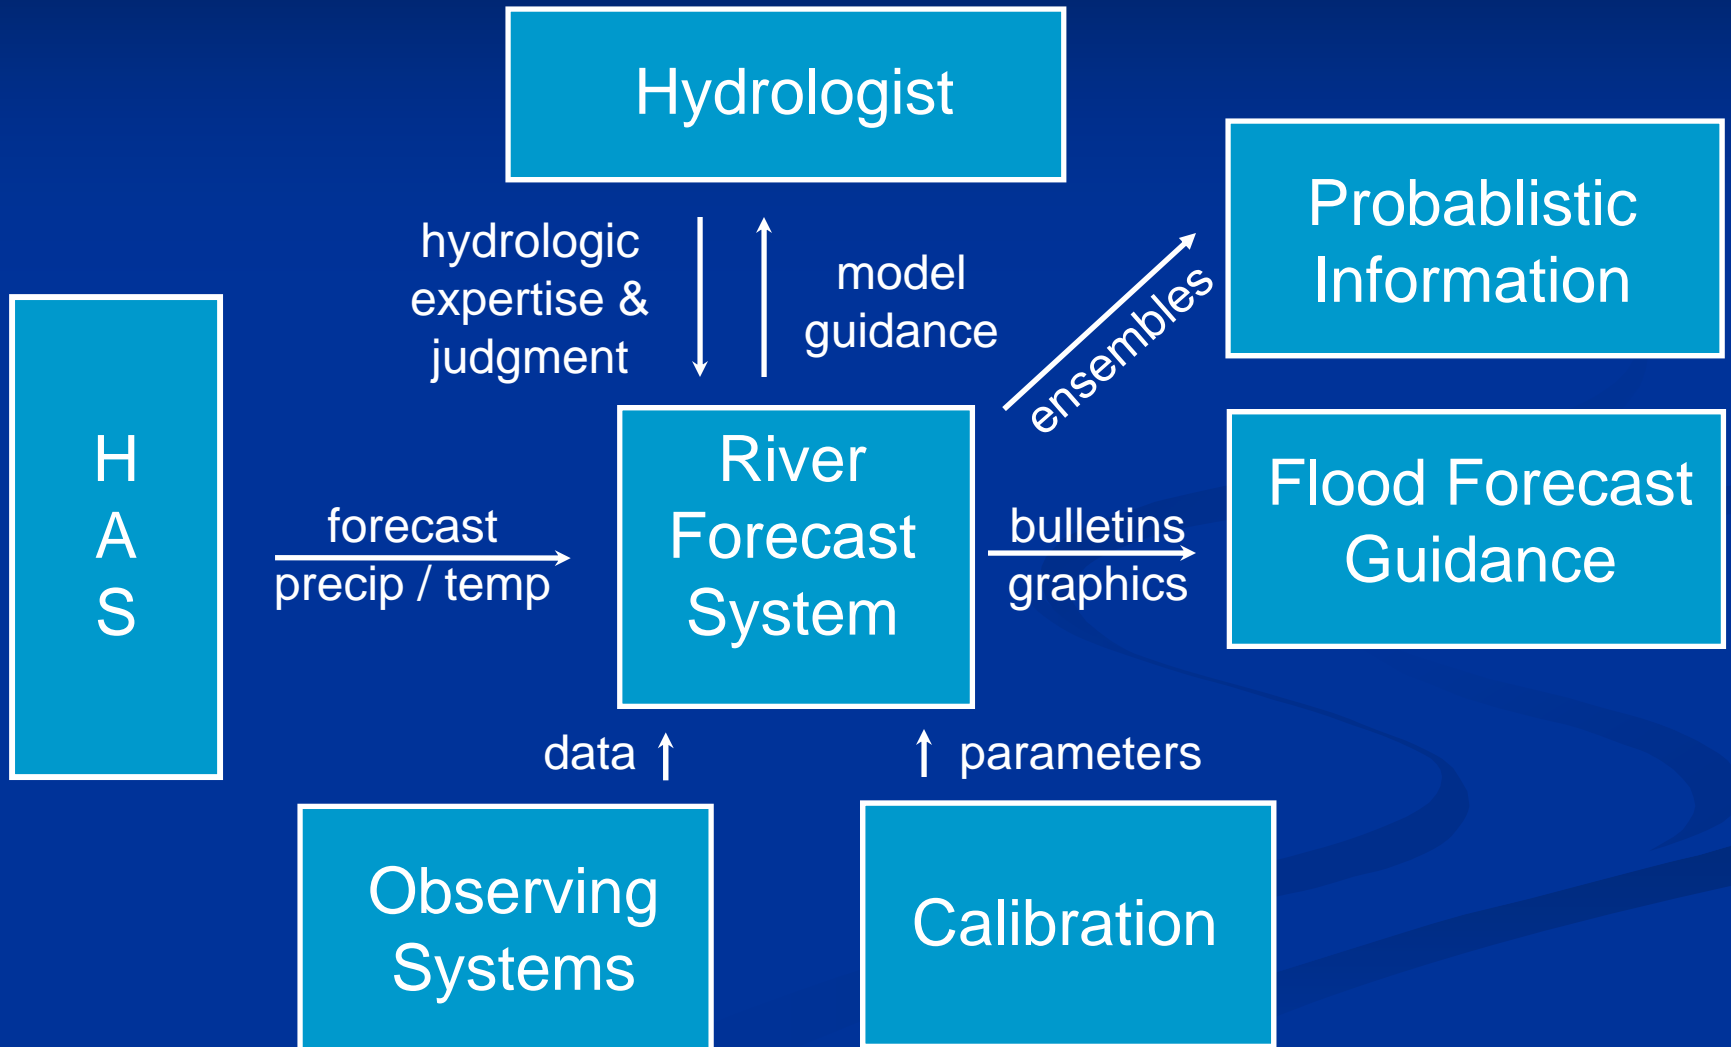 Hydrologist
hydrologic
expertise &
judgment
model
guidance
ensembles
Probablistic
Information
H
A
S
forecast
precip / temp
River
Forecast
System
bulletins
graphics
Flood Forecast
Guidance
data
parameters
Observing
Systems
Calibration